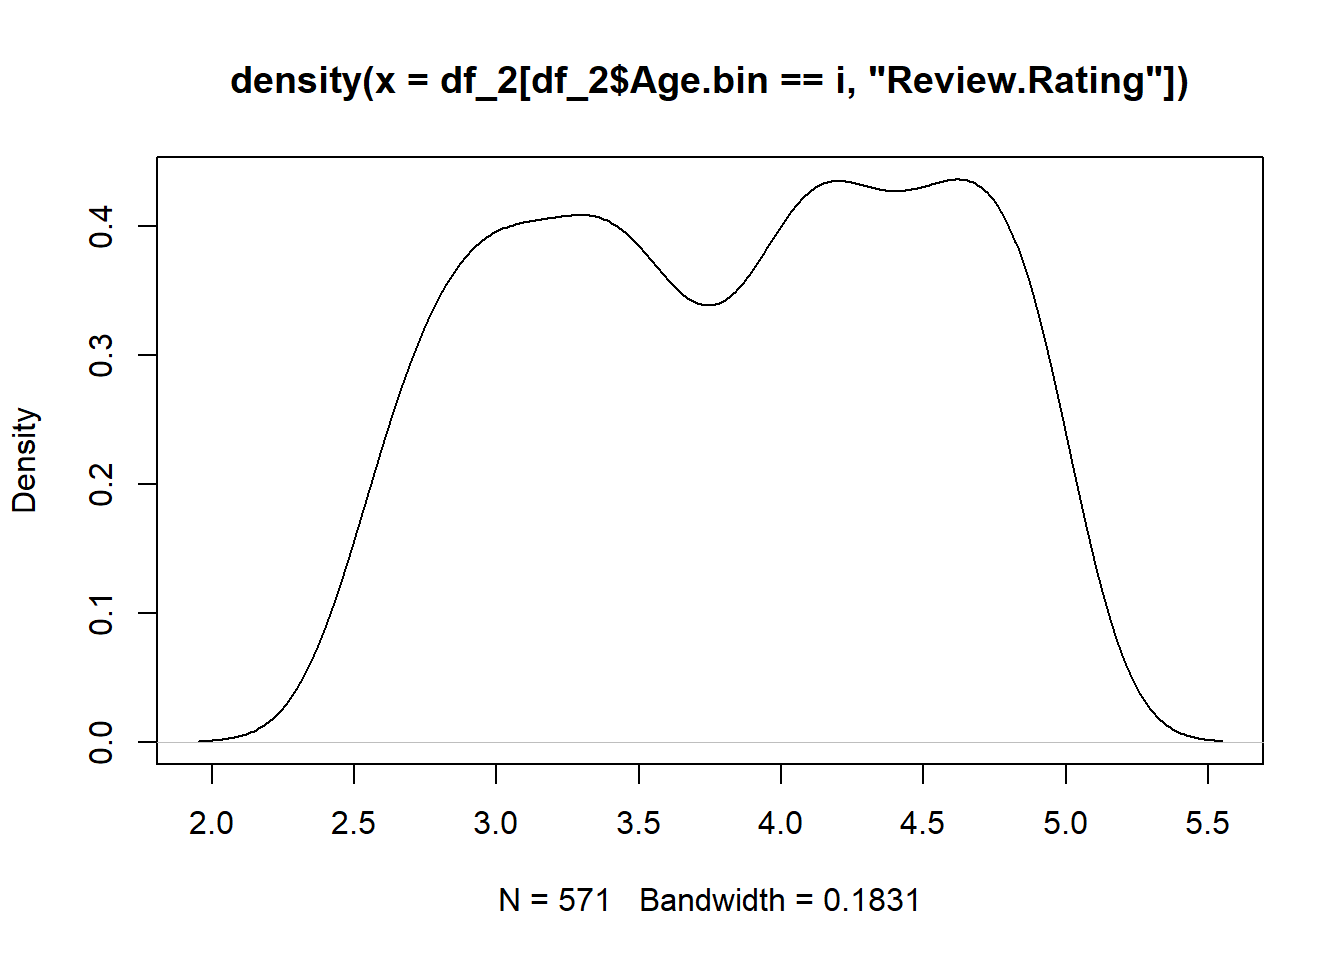 density(x = df_2[df_2$Age.bin == i, "Review.Rating"])
Density
0.4
0.3
0.2
0.1
0.0
2.0 2.5 3.0 3.5 4.0 4.5 5.0 5.5
N = 571 Bandwidth = 0.1831